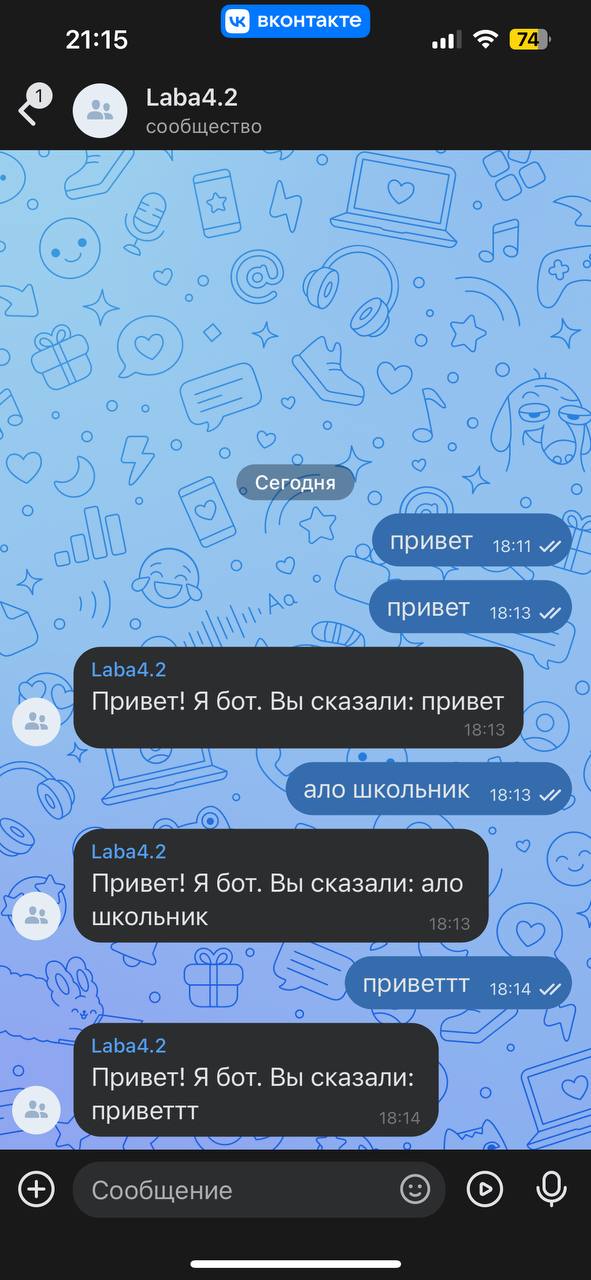 21:15
вконтакте
74
1
Laba4.2
сообщество
Aa
Сегодня
привет 18:11
привет 18:13
Laba4.2
Привет! Я бот. Вы сказали: привет
18:13
ало школьник 18:13
Laba4.2
Привет! Я бот. Вы сказали: ало
школьник 18:13
приветтт 18:14
Laba4.2
Привет! Я бот. Вы сказали:
приветтт 18:14
Сообщение